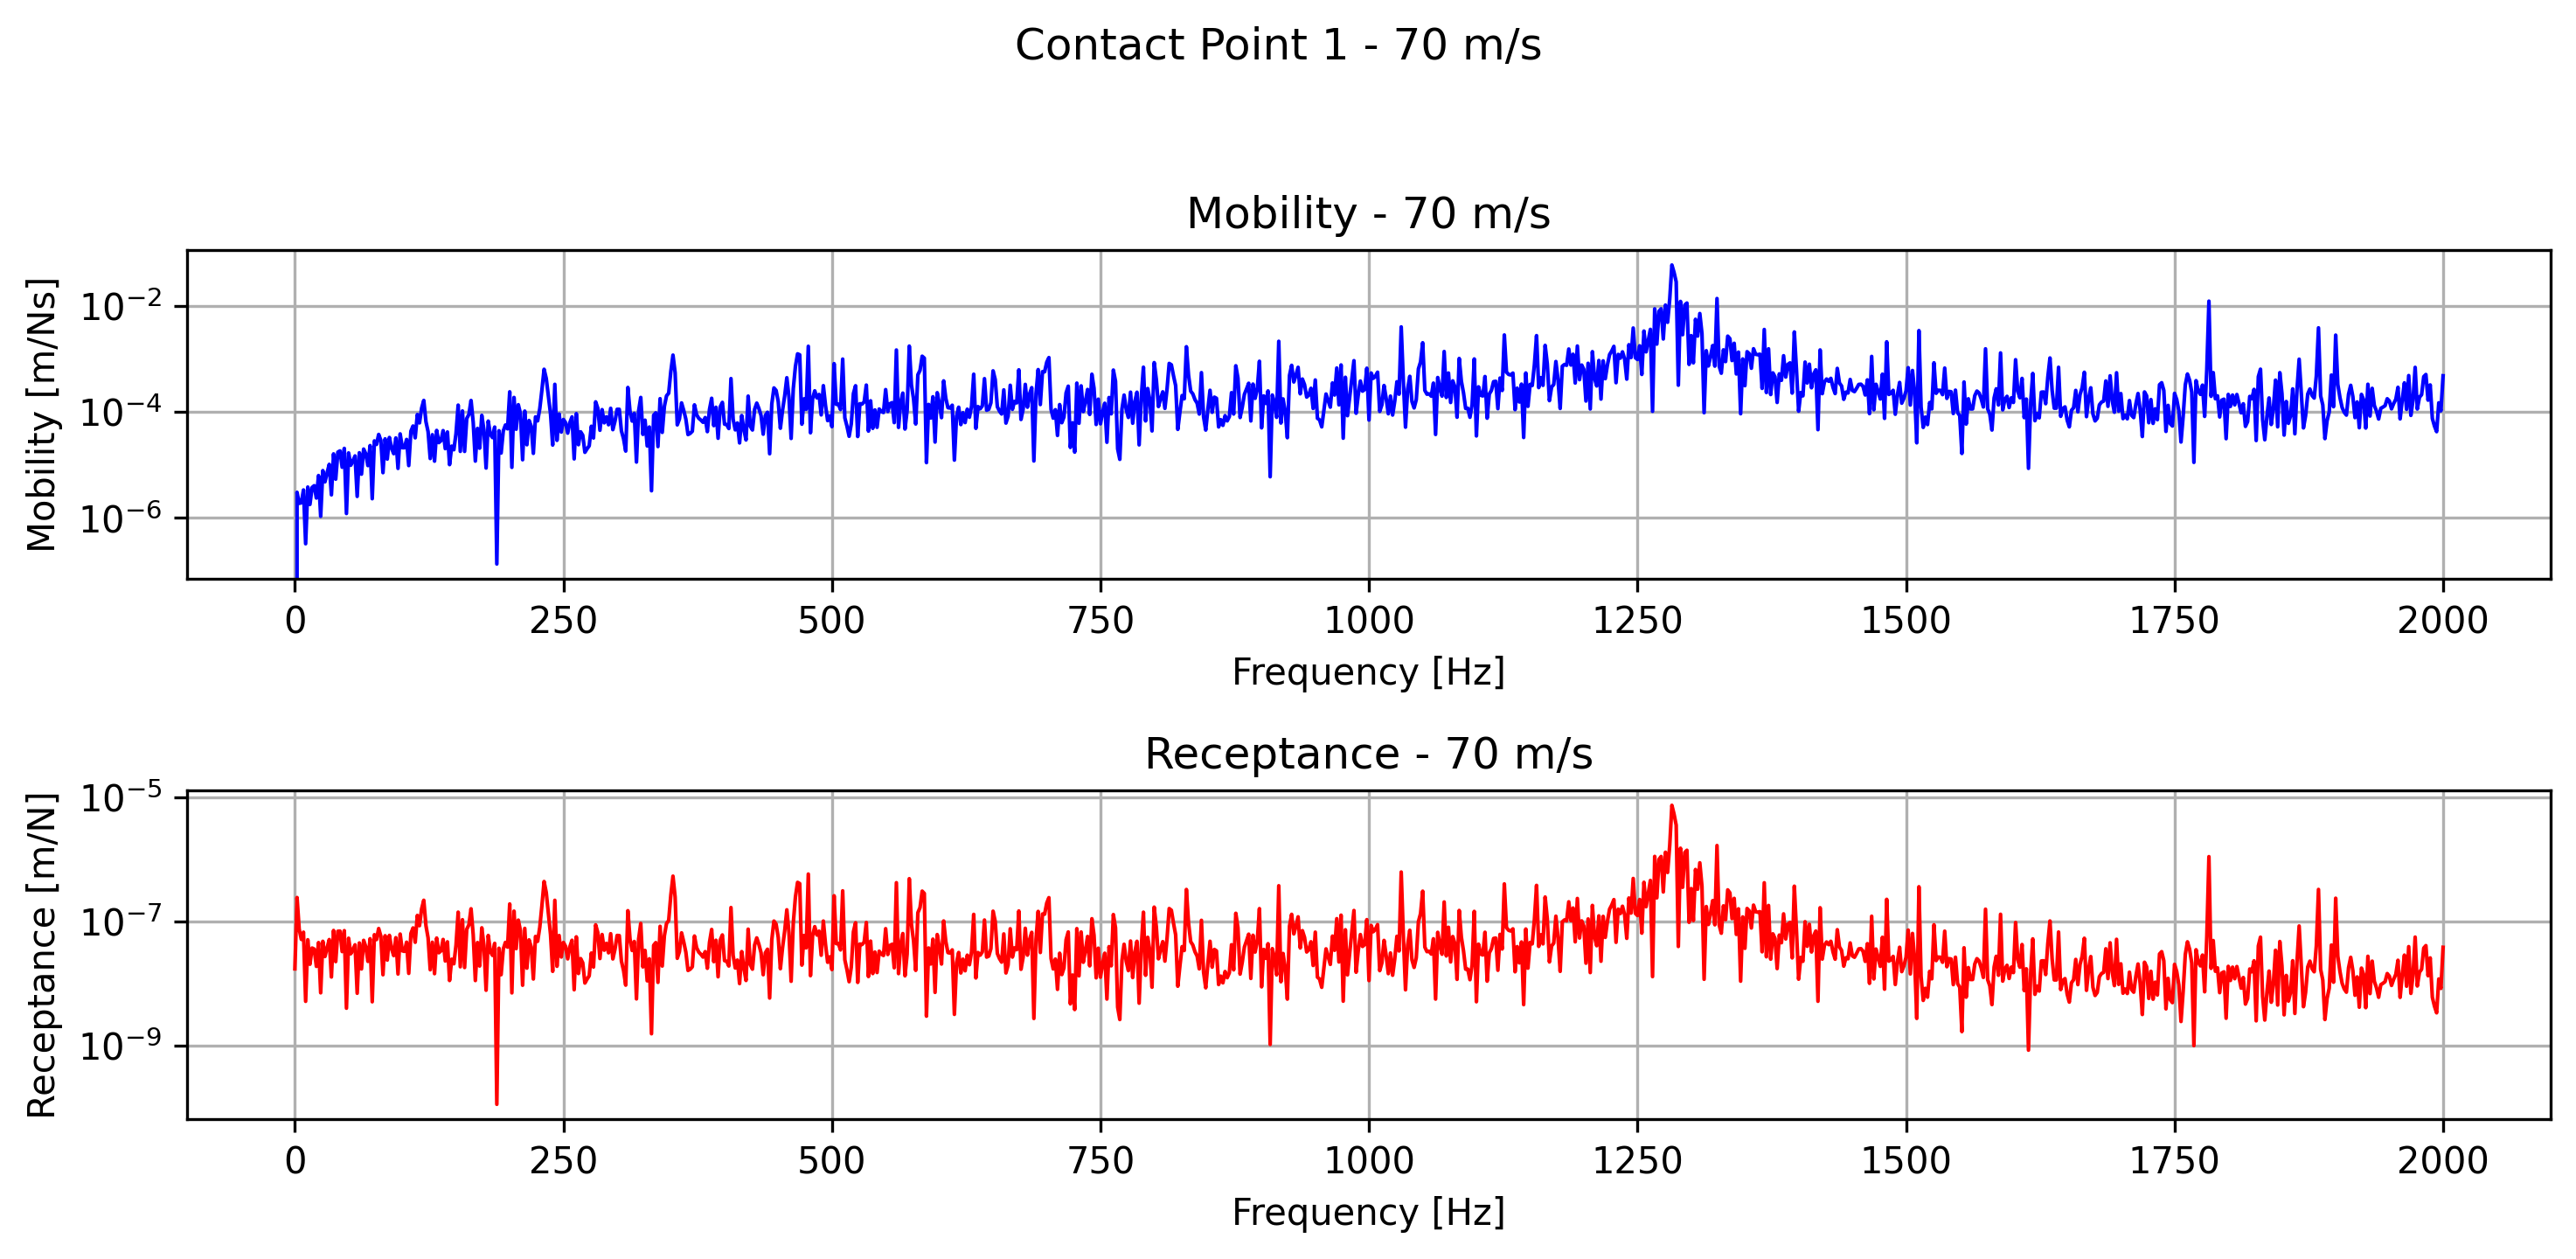 Contact Point 1 - 70 m/s
Mobility - 70 m/s
Mobility [m/Ns]
10⁻²
10⁻⁴
10⁻⁶
0 250 500 750 1000 1250 1500 1750 2000
Frequency [Hz]
Receptance - 70 m/s
Receptance [m/N]
10⁻⁵
10⁻⁷
10⁻⁹
0 250 500 750 1000 1250 1500 1750 2000
Frequency [Hz]